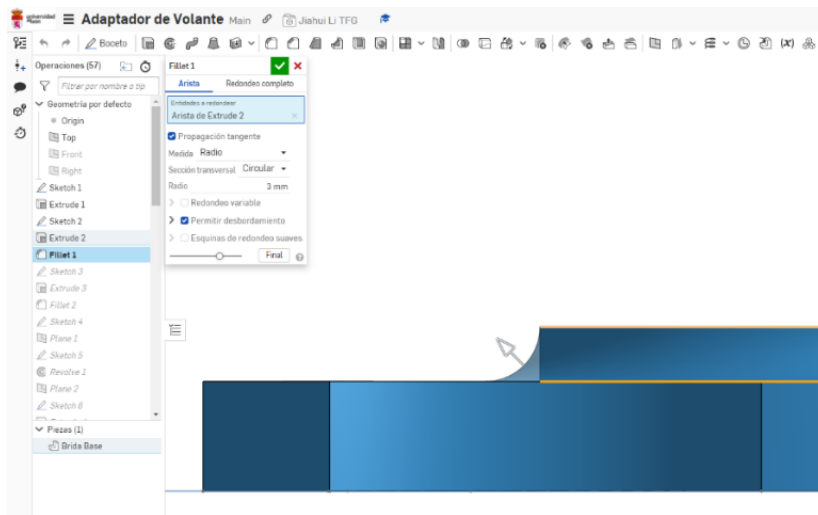 universidad
Adaptador de Volante Main Jiahui Li TFG
Boceto
Operaciones (57)
Filtrar por nombre o tip
Geometría por defecto
Origin
Top
Front
Right
Sketch 1
Extrude 1
Sketch 2
Extrude 2
Fillet 1
Sketch 3
Extrude 3
Fillet 2
Sketch 4
Plane 1
Sketch 5
Revolve 1
Plane 2
Sketch 6
Piezas (1)
Brida Base
Fillet 1
Arista Redondeo completo
Entidades a redondear
Arista de Extrude 2
Propagación tangente
Medida Radio
Sección transversal Circular
Radio 3 mm
Redondeo variable
Permitir desbordamiento
Esquinas de redondeo suaves
Final
(x)